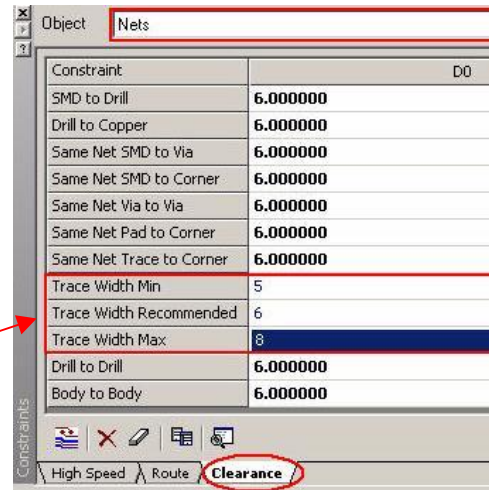 Object Nets
Constraint D0
SMD to Drill 6.000000
Drill to Copper 6.000000
Same Net SMD to Via 6.000000
Same Net SMD to Corner 6.000000
Same Net Via to Via 6.000000
Same Net Pad to Corner 6.000000
Same Net Trace to Corner 6.000000
Trace Width Min 5
Trace Width Recommended 6
Trace Width Max 8
Drill to Drill 6.000000
Body to Body 6.000000
Constraints
High Speed Route Clearance